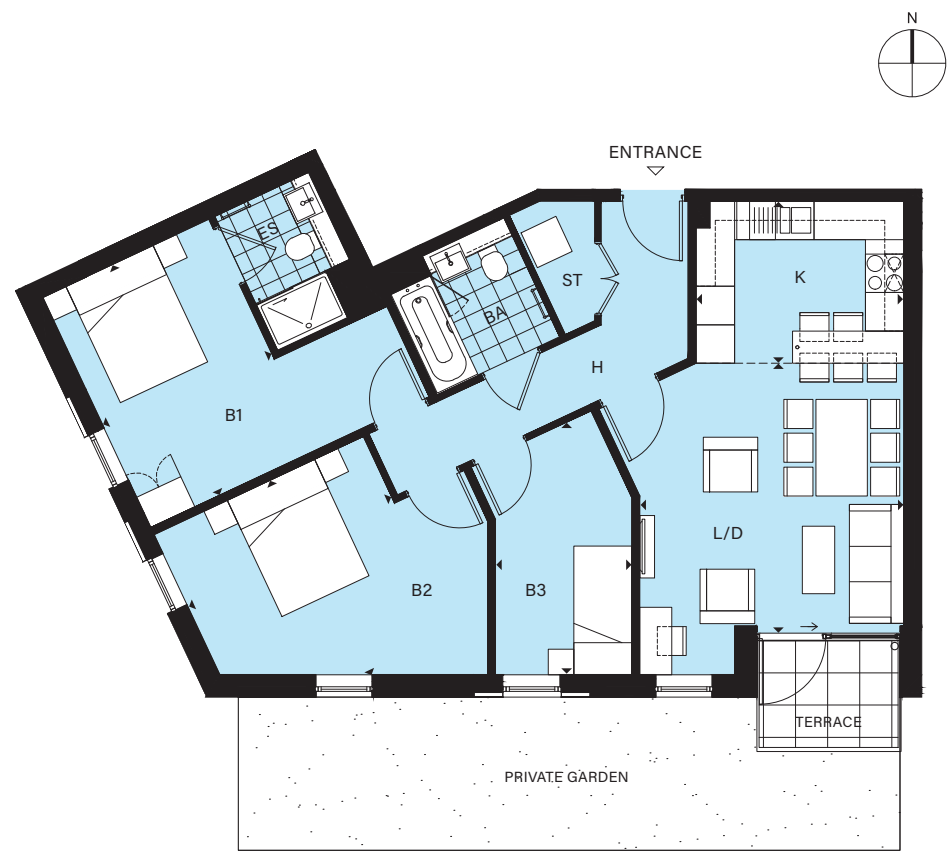 N
ENTRANCE
ES
K
ST
BA
H
B1
L/D
B2
B3
TERRACE
PRIVATE GARDEN